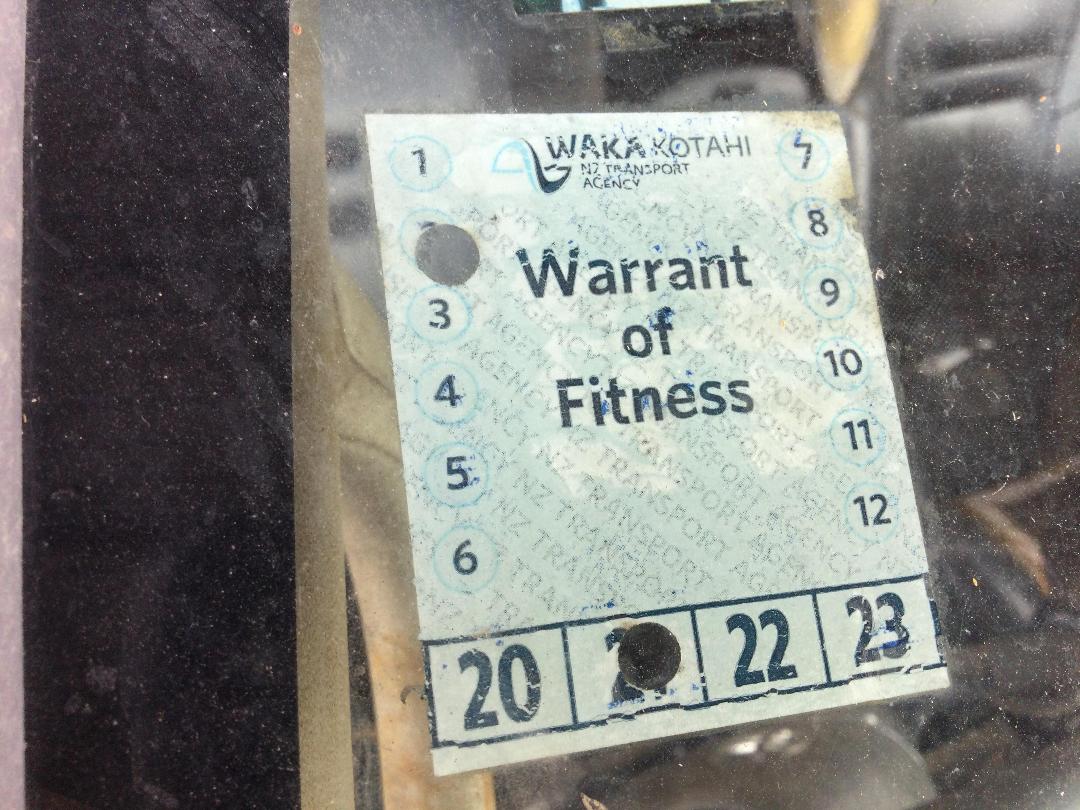 WAKA KOTAHI
NZ TRANSPORT
AGENCY
Warrant
of
Fitness
1
3
4
5
6
7
8
9
10
11
12
20
22
23